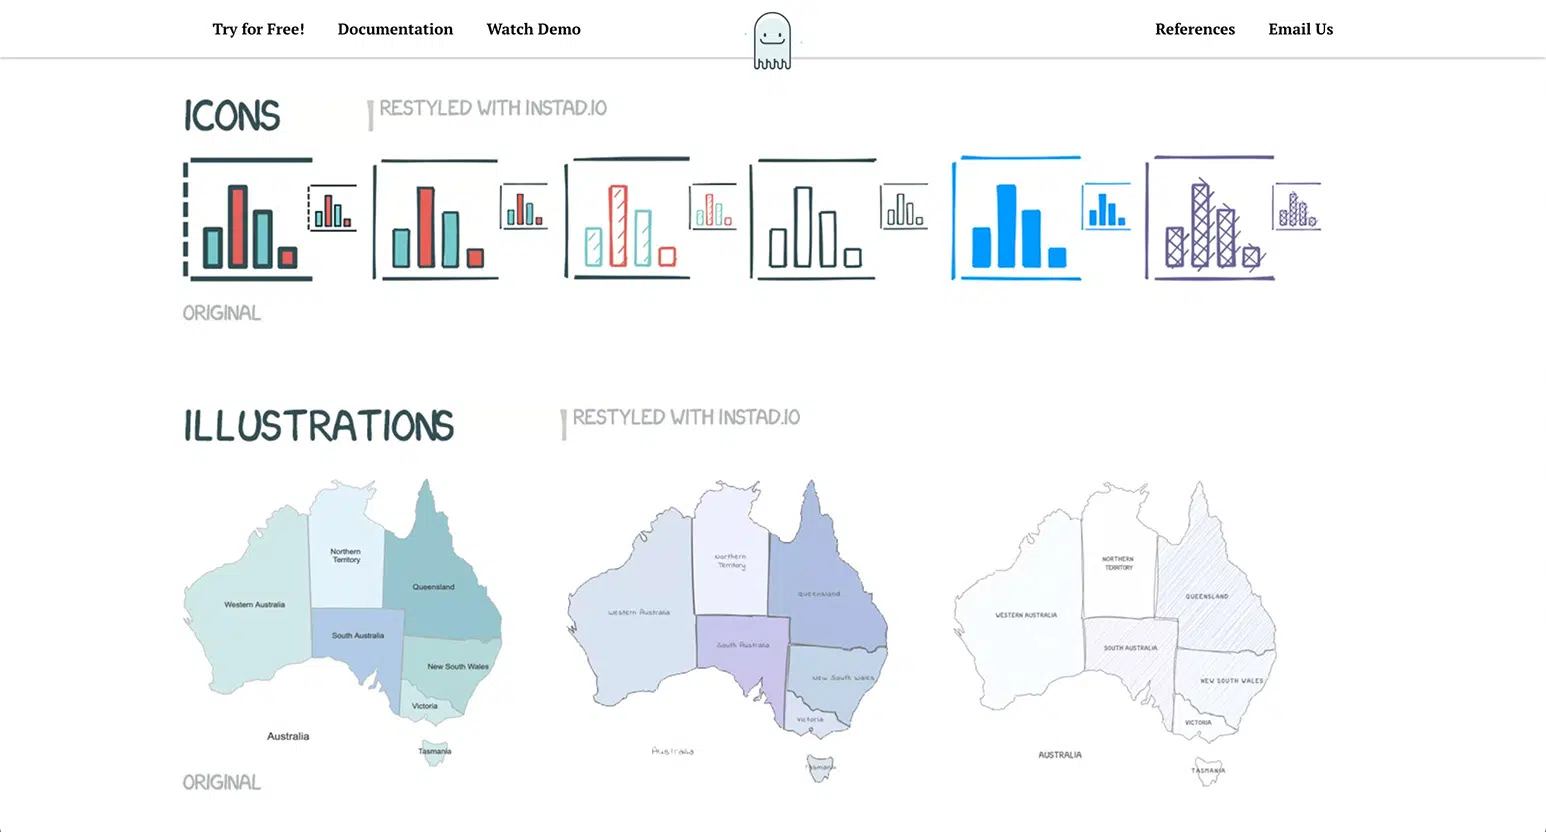 Try for Free! Documentation Watch Demo References Email Us
ICONS
RESTYLED WITH INSTAD.IO
ORIGINAL
ILLUSTRATIONS
RESTYLED WITH INSTAD.IO
Northern
Territory
Queensland
Western Australia
South Australia
New South Wales
Victoria
Australia
Tasmania
ORIGINAL
Northern
Territory
Queensland
Western Australia
South Australia
New South Wales
Victoria
Australia
Tasmania
NORTHERN
TERRITORY
QUEENSLAND
WESTERN AUSTRALIA
SOUTH AUSTRALIA
NEW SOUTH WALES
VICTORIA
AUSTRALIA
TASMANIA